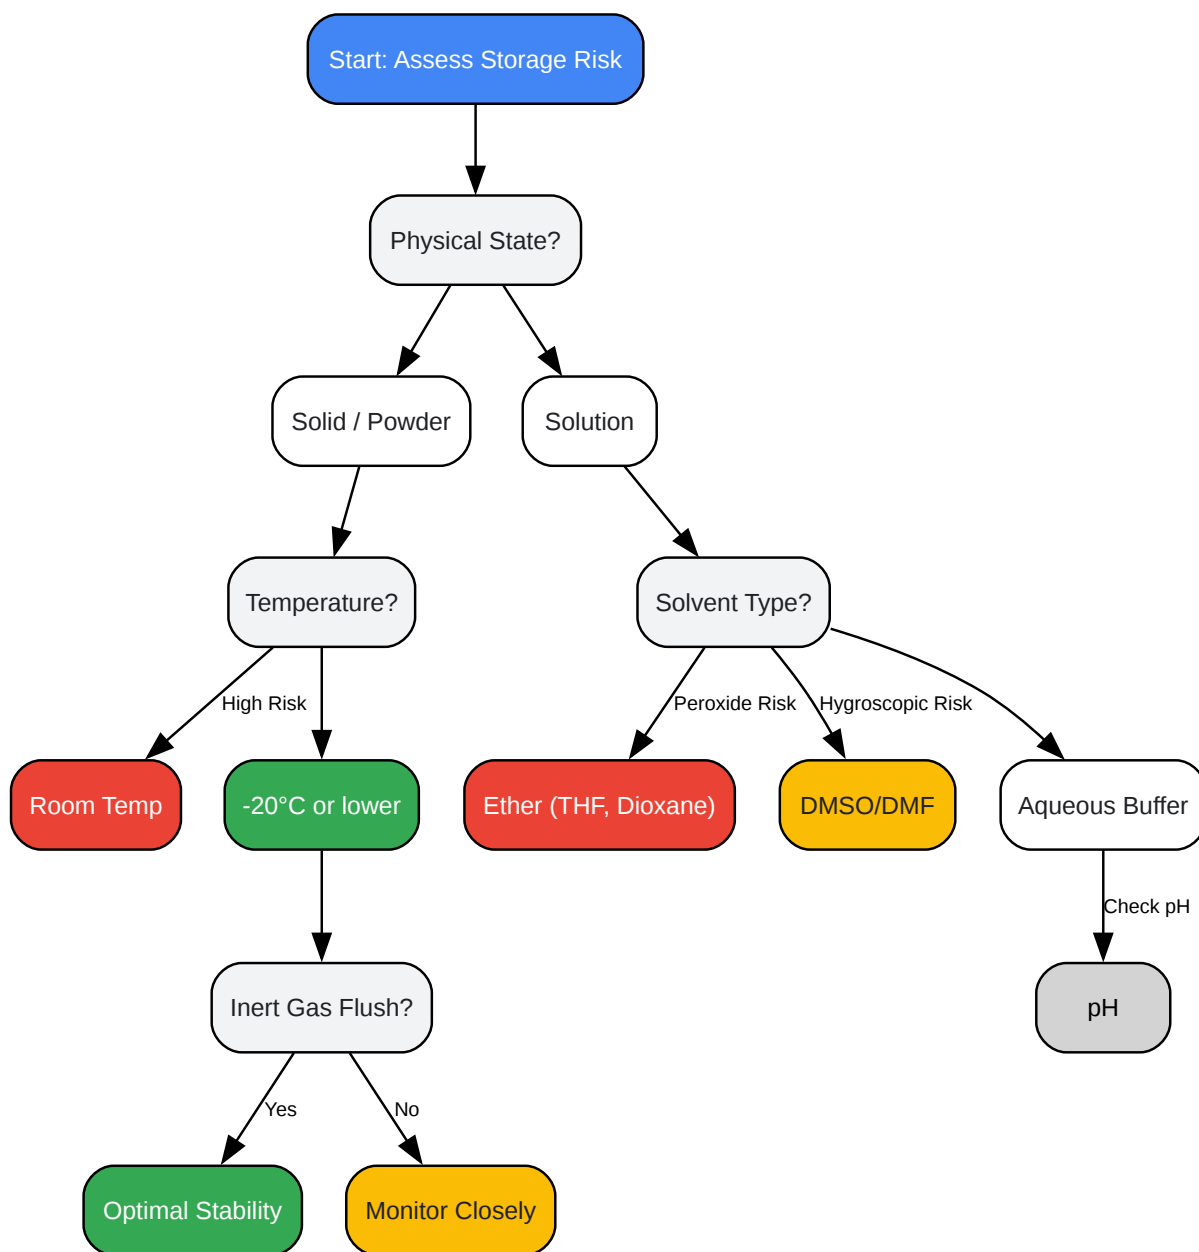 Start: Assess Storage Risk
Physical State?
Solid / Powder
Solution
Temperature?
Solvent Type?
High Risk
Peroxide Risk
Hygroscopic Risk
Room Temp
-20°C or lower
Ether (THF, Dioxane)
DMSO/DMF
Aqueous Buffer
Check pH
Inert Gas Flush?
pH
Yes
No
Optimal Stability
Monitor Closely